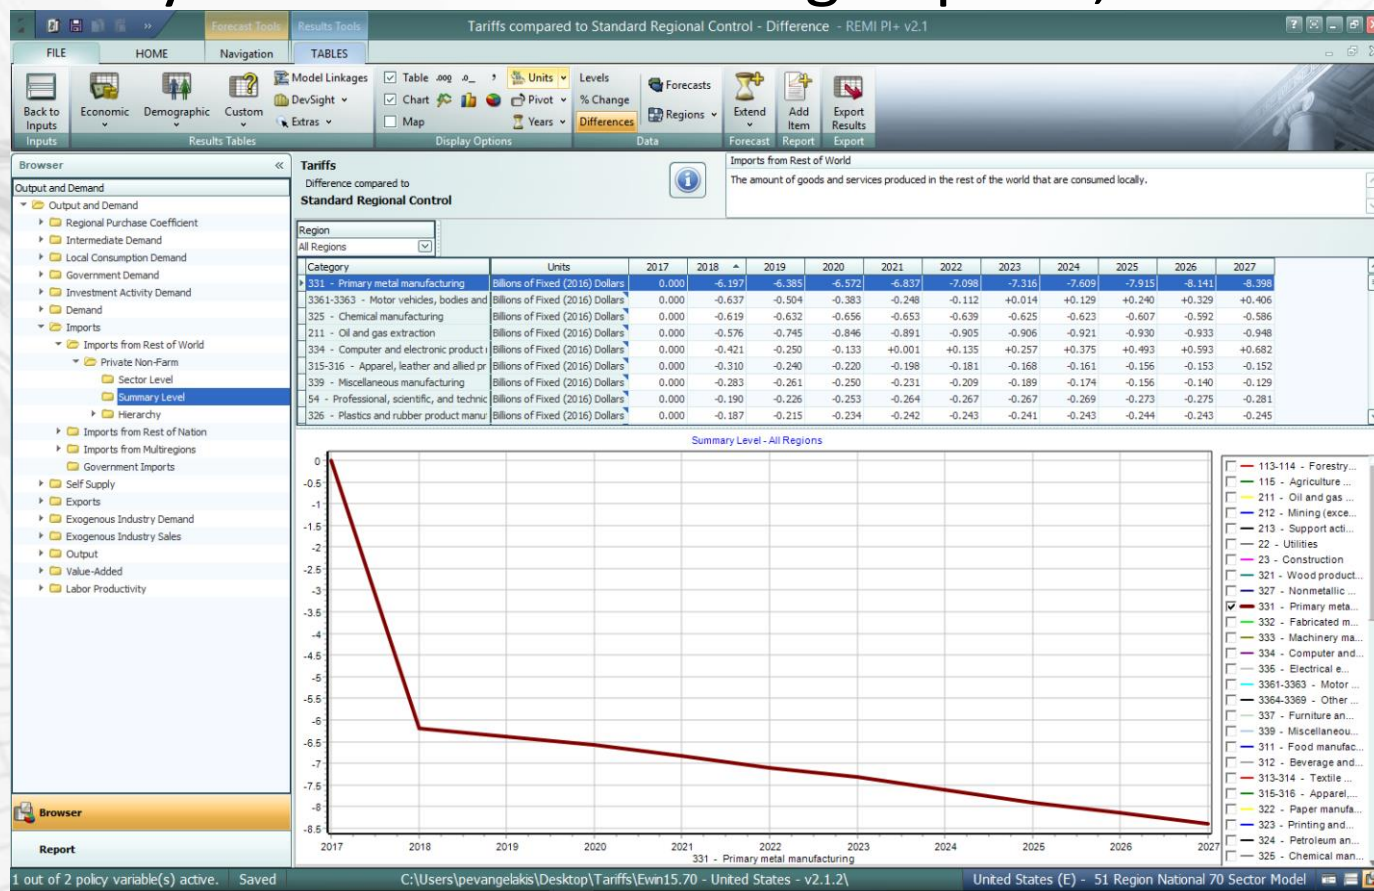 Tariffs compared to Standard Regional Control - Difference - REMI PI+ v2.1
Forecast Tools Results Tools
FILE HOME Navigation TABLES
Back to Inputs
Economic
Demographic
Custom
Model Linkages
DevSight
Extras
Table
Chart
Map
Units
Pivot
Years
Levels
% Change
Differences
Forecasts
Regions
Extend
Add Item
Export Results
Inputs Results Tables Display Options Data Forecast Report Export
Browser
Output and Demand
Output and Demand
Regional Purchase Coefficient
Intermediate Demand
Local Consumption Demand
Government Demand
Investment Activity Demand
Demand
Imports
Imports from Rest of World
Private Non-Farm
Sector Level
Summary Level
Hierarchy
Imports from Rest of Nation
Imports from Multiregions
Government Imports
Self Supply
Exports
Exogenous Industry Demand
Exogenous Industry Sales
Output
Value-Added
Labor Productivity
Browser
Report
Tariffs
Difference compared to
Standard Regional Control
Imports from Rest of World
The amount of goods and services produced in the rest of the world that are consumed locally.
Region
All Regions
Category Units 2017 2018 2019 2020 2021 2022 2023 2024 2025 2026 2027
331 - Primary metal manufacturing Billions of Fixed (2016) Dollars 0.000 -6.197 -6.385 -6.572 -6.837 -7.098 -7.316 -7.609 -7.915 -8.141 -8.398
3361-3363 - Motor vehicles, bodies and Billions of Fixed (2016) Dollars 0.000 -0.637 -0.504 -0.383 -0.248 -0.112 +0.014 +0.129 +0.240 +0.329 +0.406
325 - Chemical manufacturing Billions of Fixed (2016) Dollars 0.000 -0.619 -0.632 -0.656 -0.653 -0.639 -0.625 -0.623 -0.607 -0.592 -0.586
211 - Oil and gas extraction Billions of Fixed (2016) Dollars 0.000 -0.576 -0.745 -0.846 -0.891 -0.905 -0.906 -0.921 -0.930 -0.933 -0.948
334 - Computer and electronic product Billions of Fixed (2016) Dollars 0.000 -0.421 -0.250 -0.133 +0.001 +0.135 +0.257 +0.375 +0.493 +0.593 +0.682
315-316 - Apparel, leather and allied pr Billions of Fixed (2016) Dollars 0.000 -0.310 -0.240 -0.220 -0.198 -0.181 -0.168 -0.161 -0.156 -0.153 -0.152
339 - Miscellaneous manufacturing Billions of Fixed (2016) Dollars 0.000 -0.283 -0.261 -0.250 -0.231 -0.209 -0.189 -0.174 -0.156 -0.140 -0.129
54 - Professional, scientific, and technic Billions of Fixed (2016) Dollars 0.000 -0.190 -0.226 -0.253 -0.264 -0.267 -0.267 -0.269 -0.273 -0.275 -0.281
326 - Plastics and rubber product manu Billions of Fixed (2016) Dollars 0.000 -0.187 -0.215 -0.234 -0.242 -0.243 -0.241 -0.243 -0.244 -0.243 -0.245
Summary Level - All Regions
0
-0.5
-1
-1.5
-2
-2.5
-3
-3.5
-4
-4.5
-5
-5.5
-6
-6.5
-7
-7.5
-8
-8.5
2017 2018 2019 2020 2021 2022 2023 2024 2025 2026 2027
331 - Primary metal manufacturing
113-114 - Forestry...
115 - Agriculture ...
211 - Oil and gas ...
212 - Mining (exce...
213 - Support acti...
22 - Utilities
23 - Construction
321 - Wood product...
327 - Nonmetallic ...
331 - Primary meta...
332 - Fabricated m...
333 - Machinery ma...
334 - Computer and...
335 - Electrical e...
3361-3363 - Motor ...
3364-3369 - Other ...
337 - Furniture an...
339 - Miscellaneou...
311 - Food manufac...
312 - Beverage and...
313-314 - Textile ...
315-316 - Apparel,...
322 - Paper manufa...
323 - Printing and...
324 - Petroleum an...
325 - Chemical man...
1 out of 2 policy variable(s) active. Saved C:\Users\pevangelakis\Desktop\Tariffs\Ewin15.70 - United States - v2.1.2\ United States (E) - 51 Region National 70 Sector Model